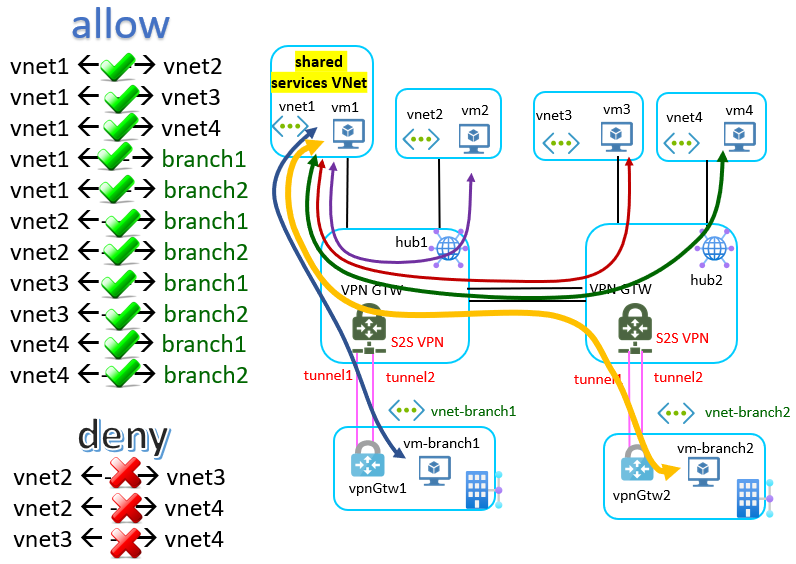 allow
vnet1 vnet2
vnet1 vnet3
vnet1 vnet4
vnet1 branch1
vnet1 branch2
vnet2 branch1
vnet2 branch2
vnet3 branch1
vnet3 branch2
vnet4 branch1
vnet4 branch2
deny
vnet2 vnet3
vnet2 vnet4
vnet3 vnet4
shared
services VNet
vnet1 vm1
vnet2 vm2
vnet3 vm3
vnet4 vm4
hub1
hub2
VPN GTW
VPN GTW
S2S VPN
S2S VPN
tunnel1 tunnel2
tunnel1 tunnel2
vnet-branch1
vnet-branch2
vm-branch1
vm-branch2
vpnGtw1
vpnGtw2